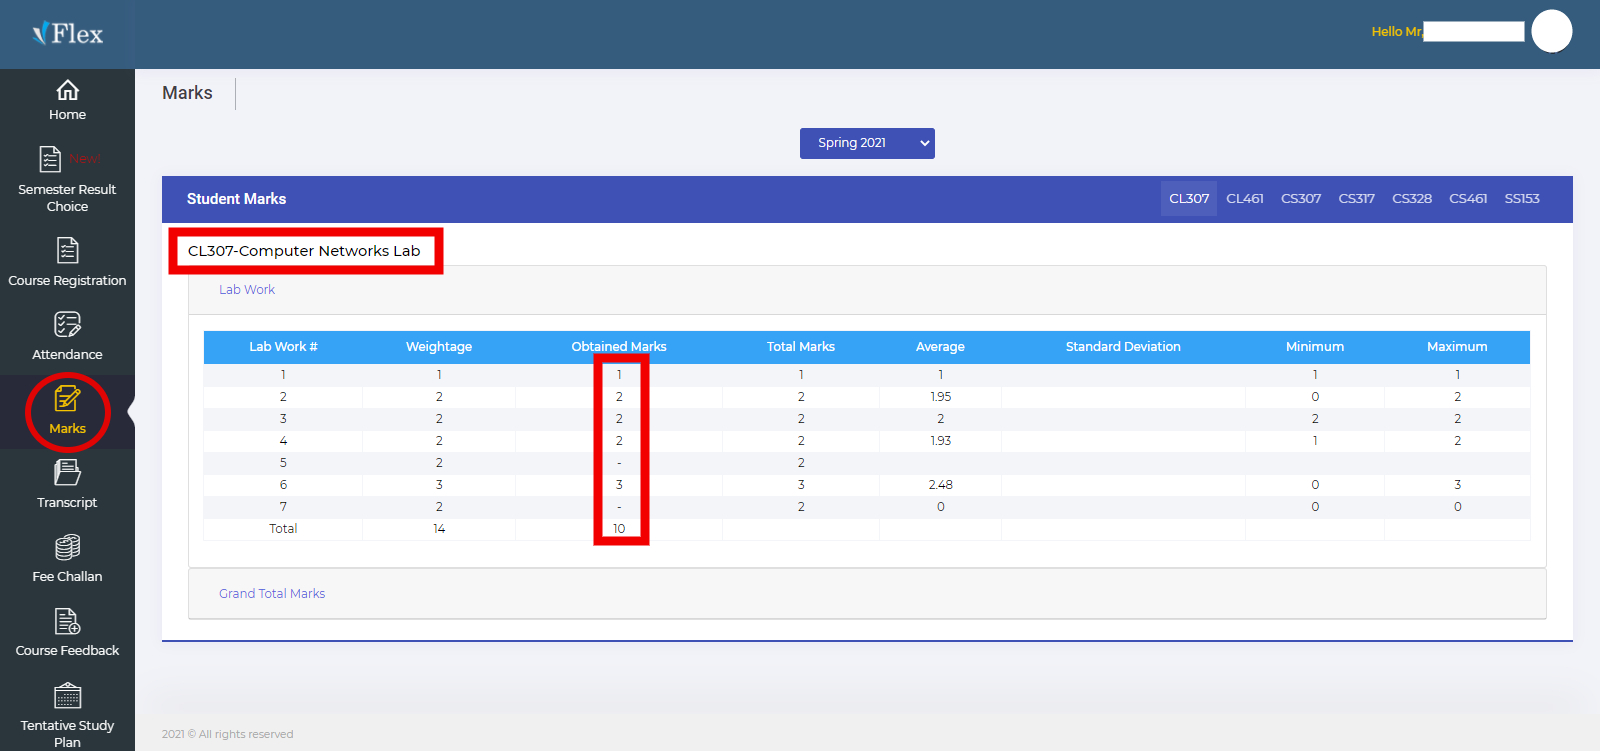 Flex
Hello Mr.
Home
New!
Semester Result
Choice
Course Registration
Attendance
Marks
Transcript
Fee Challan
Course Feedback
Tentative Study
Plan
Marks
Spring 2021
Student Marks CL307 CL461 CS307 CS317 CS328 CS461 SS153
CL307-Computer Networks Lab
Lab Work
Lab Work # Weightage Obtained Marks Total Marks Average Standard Deviation Minimum Maximum
1 1 1 1 1 1 1
2 2 2 2 1.95 0 2
3 2 2 2 2 2 2
4 2 2 2 1.93 1 2
5 2 - 2
6 3 3 3 2.48 0 3
7 2 - 2 0 0 0
Total 14 10
Grand Total Marks
2021 © All rights reserved